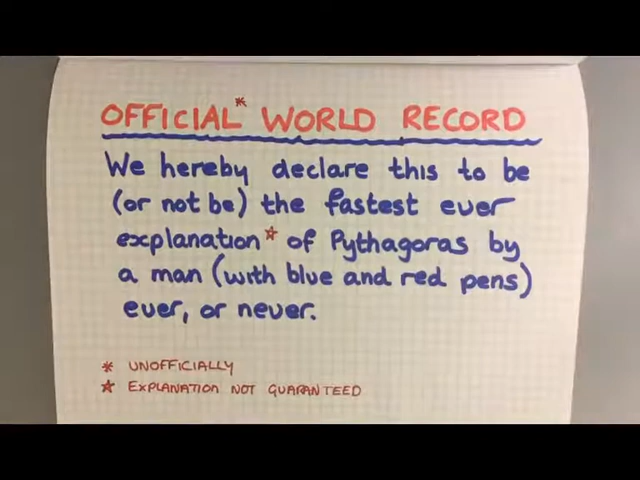 OFFICIAL* WORLD RECORD
We hereby declare this to be
(or not be) the fastest ever
explanation☆ of Pythagoras by
a man (with blue and red pens)
ever, or never.
* UNOFFICIALLY
☆ EXPLANATION NOT GUARANTEED